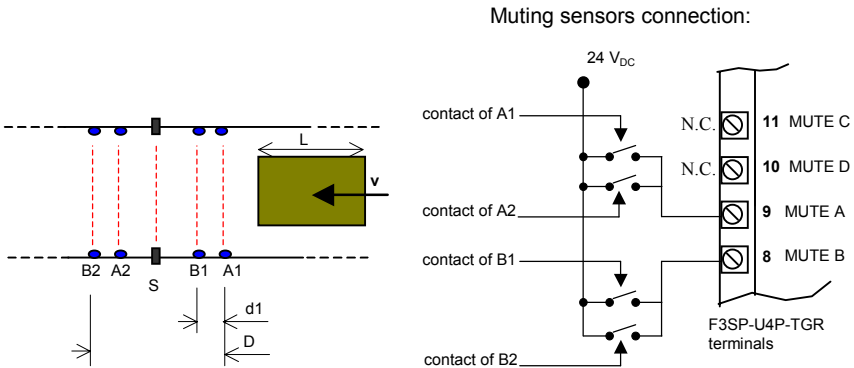 Muting sensors connection:
24 VDC
contact of A1
contact of A2
contact of B1
contact of B2
N.C. 11 MUTE C
N.C. 10 MUTE D
9 MUTE A
8 MUTE B
F3SP-U4P-TGR
terminals
L
v
B2 A2 B1 A1
S
d1
D